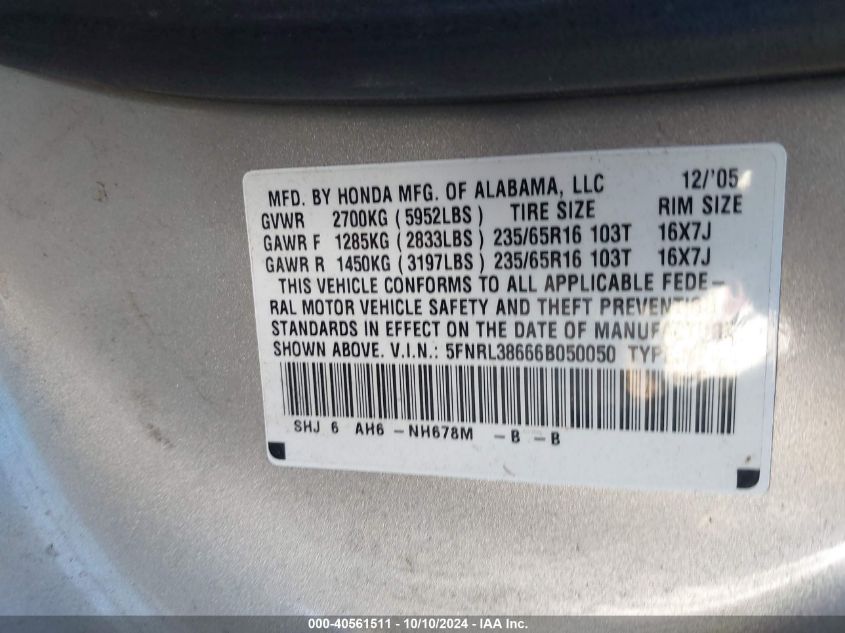 MFD. BY HONDA MFG. OF ALABAMA, LLC 12/'05
GVWR 2700KG (5952LBS) TIRE SIZE RIM SIZE
GAWR F 1285KG (2833LBS) 235/65R16 103T 16X7J
GAWR R 1450KG (3197LBS) 235/65R16 103T 16X7J
THIS VEHICLE CONFORMS TO ALL APPLICABLE FEDE-
RAL MOTOR VEHICLE SAFETY AND THEFT PREVENTION
STANDARDS IN EFFECT ON THE DATE OF MANUFACTURE
SHOWN ABOVE. V.I.N.: 5FNRL38666B050050
SHJ 6 AH6 -NH678M -B -B
000-40561511 - 10/10/2024 - IAA Inc.